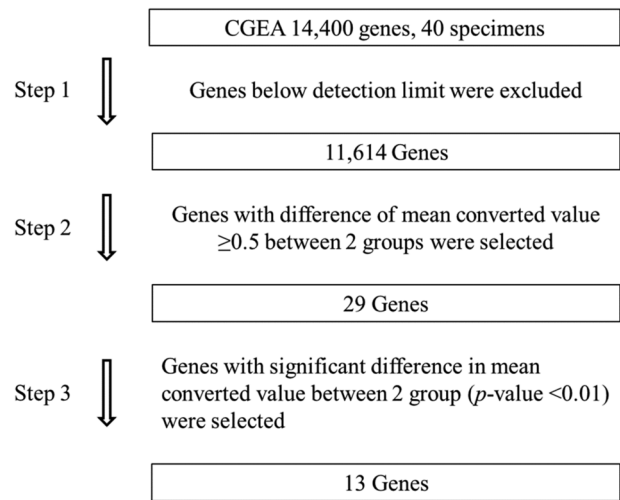 CGEA 14,400 genes, 40 specimens
Step 1
Genes below detection limit were excluded
11,614 Genes
Step 2
Genes with difference of mean converted value
≥0.5 between 2 groups were selected
29 Genes
Step 3
Genes with significant difference in mean
converted value between 2 group (p-value <0.01)
were selected
13 Genes